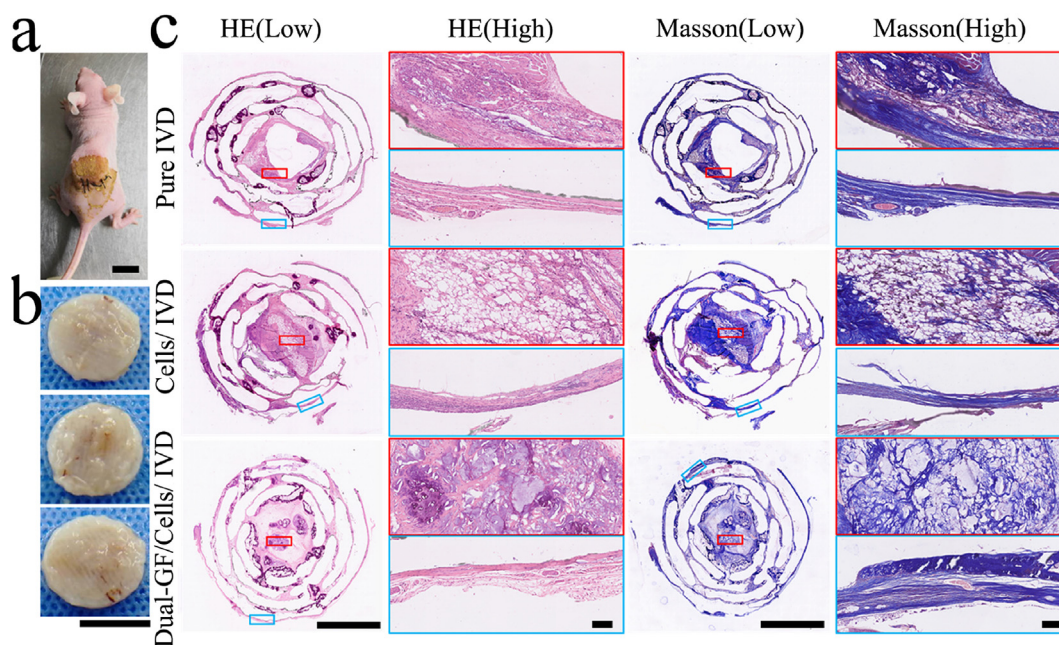 a
c
HE(Low)
HE(High)
Masson(Low)
Masson(High)
Pure IVD
b
Cells/ IVD
Dual-GF/Cells/ IVD